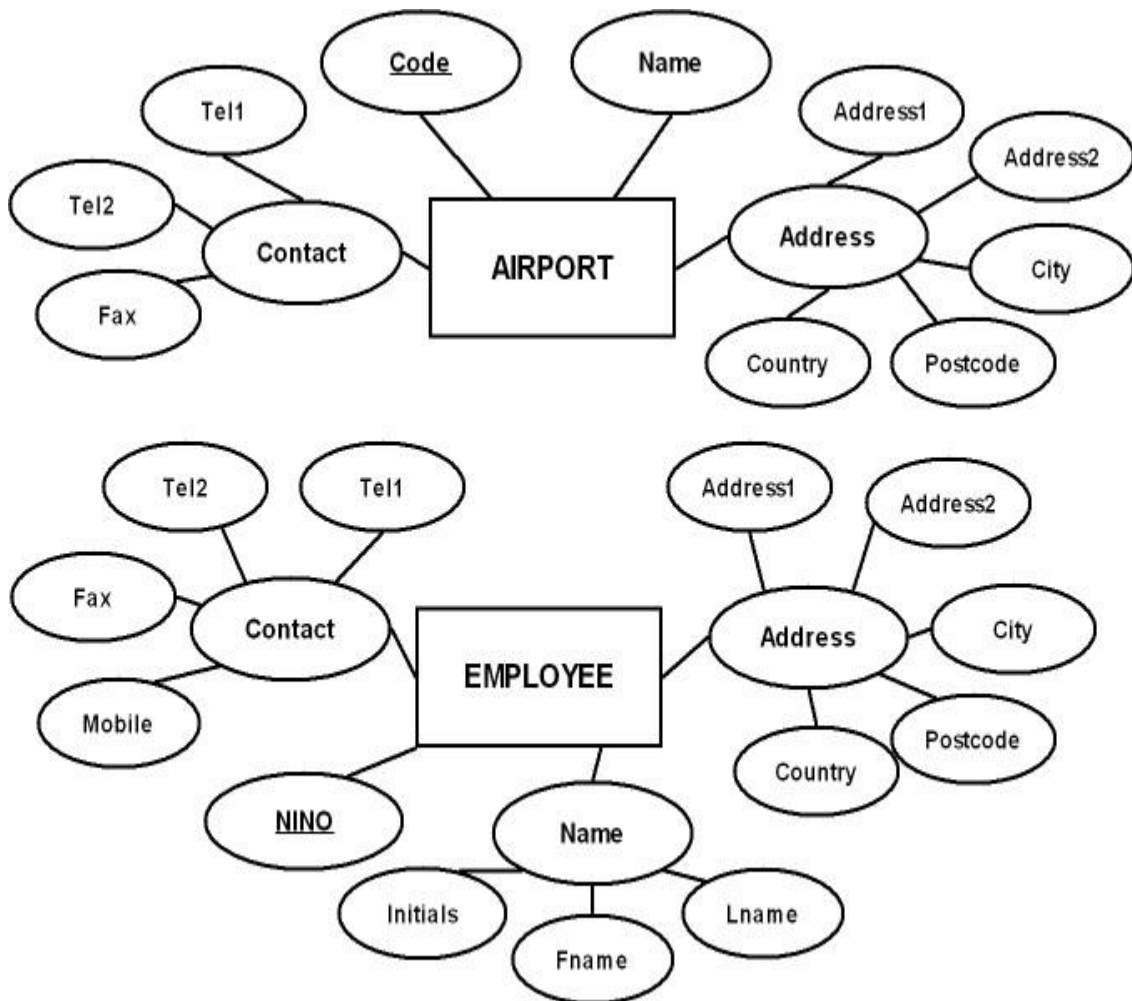 Code
Name
Tel1
Address1
Address2
Tel2
Contact
AIRPORT
Address
City
Fax
Country
Postcode
Tel2
Tel1
Address1
Address2
Fax
Contact
EMPLOYEE
Address
City
Mobile
Postcode
Country
NINO
Name
Initials
Lname
Fname